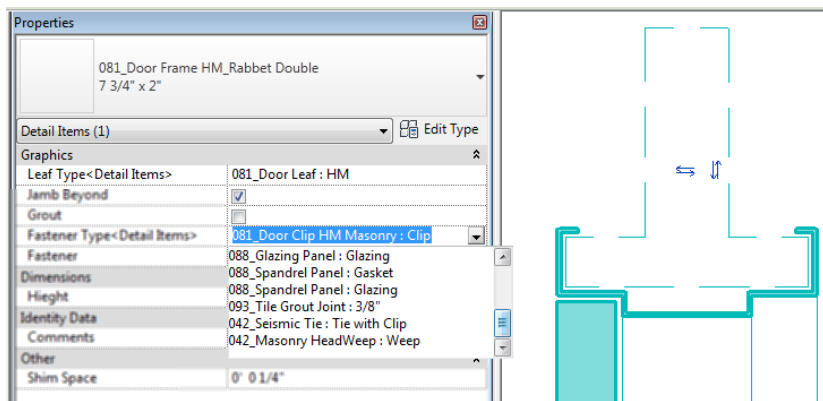 Properties
081_Door Frame HM_Rabbet Double
7 3/4" x 2"
Detail Items (1)
Edit Type
Graphics
Leaf Type<Detail Items> 081_Door Leaf : HM
Jamb Beyond
Grout
Fastener Type<Detail Items> 081_Door Clip HM Masonry : Clip
Fastener 088_Glazing Panel : Glazing
088_Spandrel Panel : Gasket
Dimensions
088_Spandrel Panel : Glazing
Hieght 093_Tile Grout Joint : 3/8"
Identity Data 042_Seismic Tie : Tie with Clip
Comments 042_Masonry HeadWeep : Weep
Other
Shim Space 0' 0 1/4"